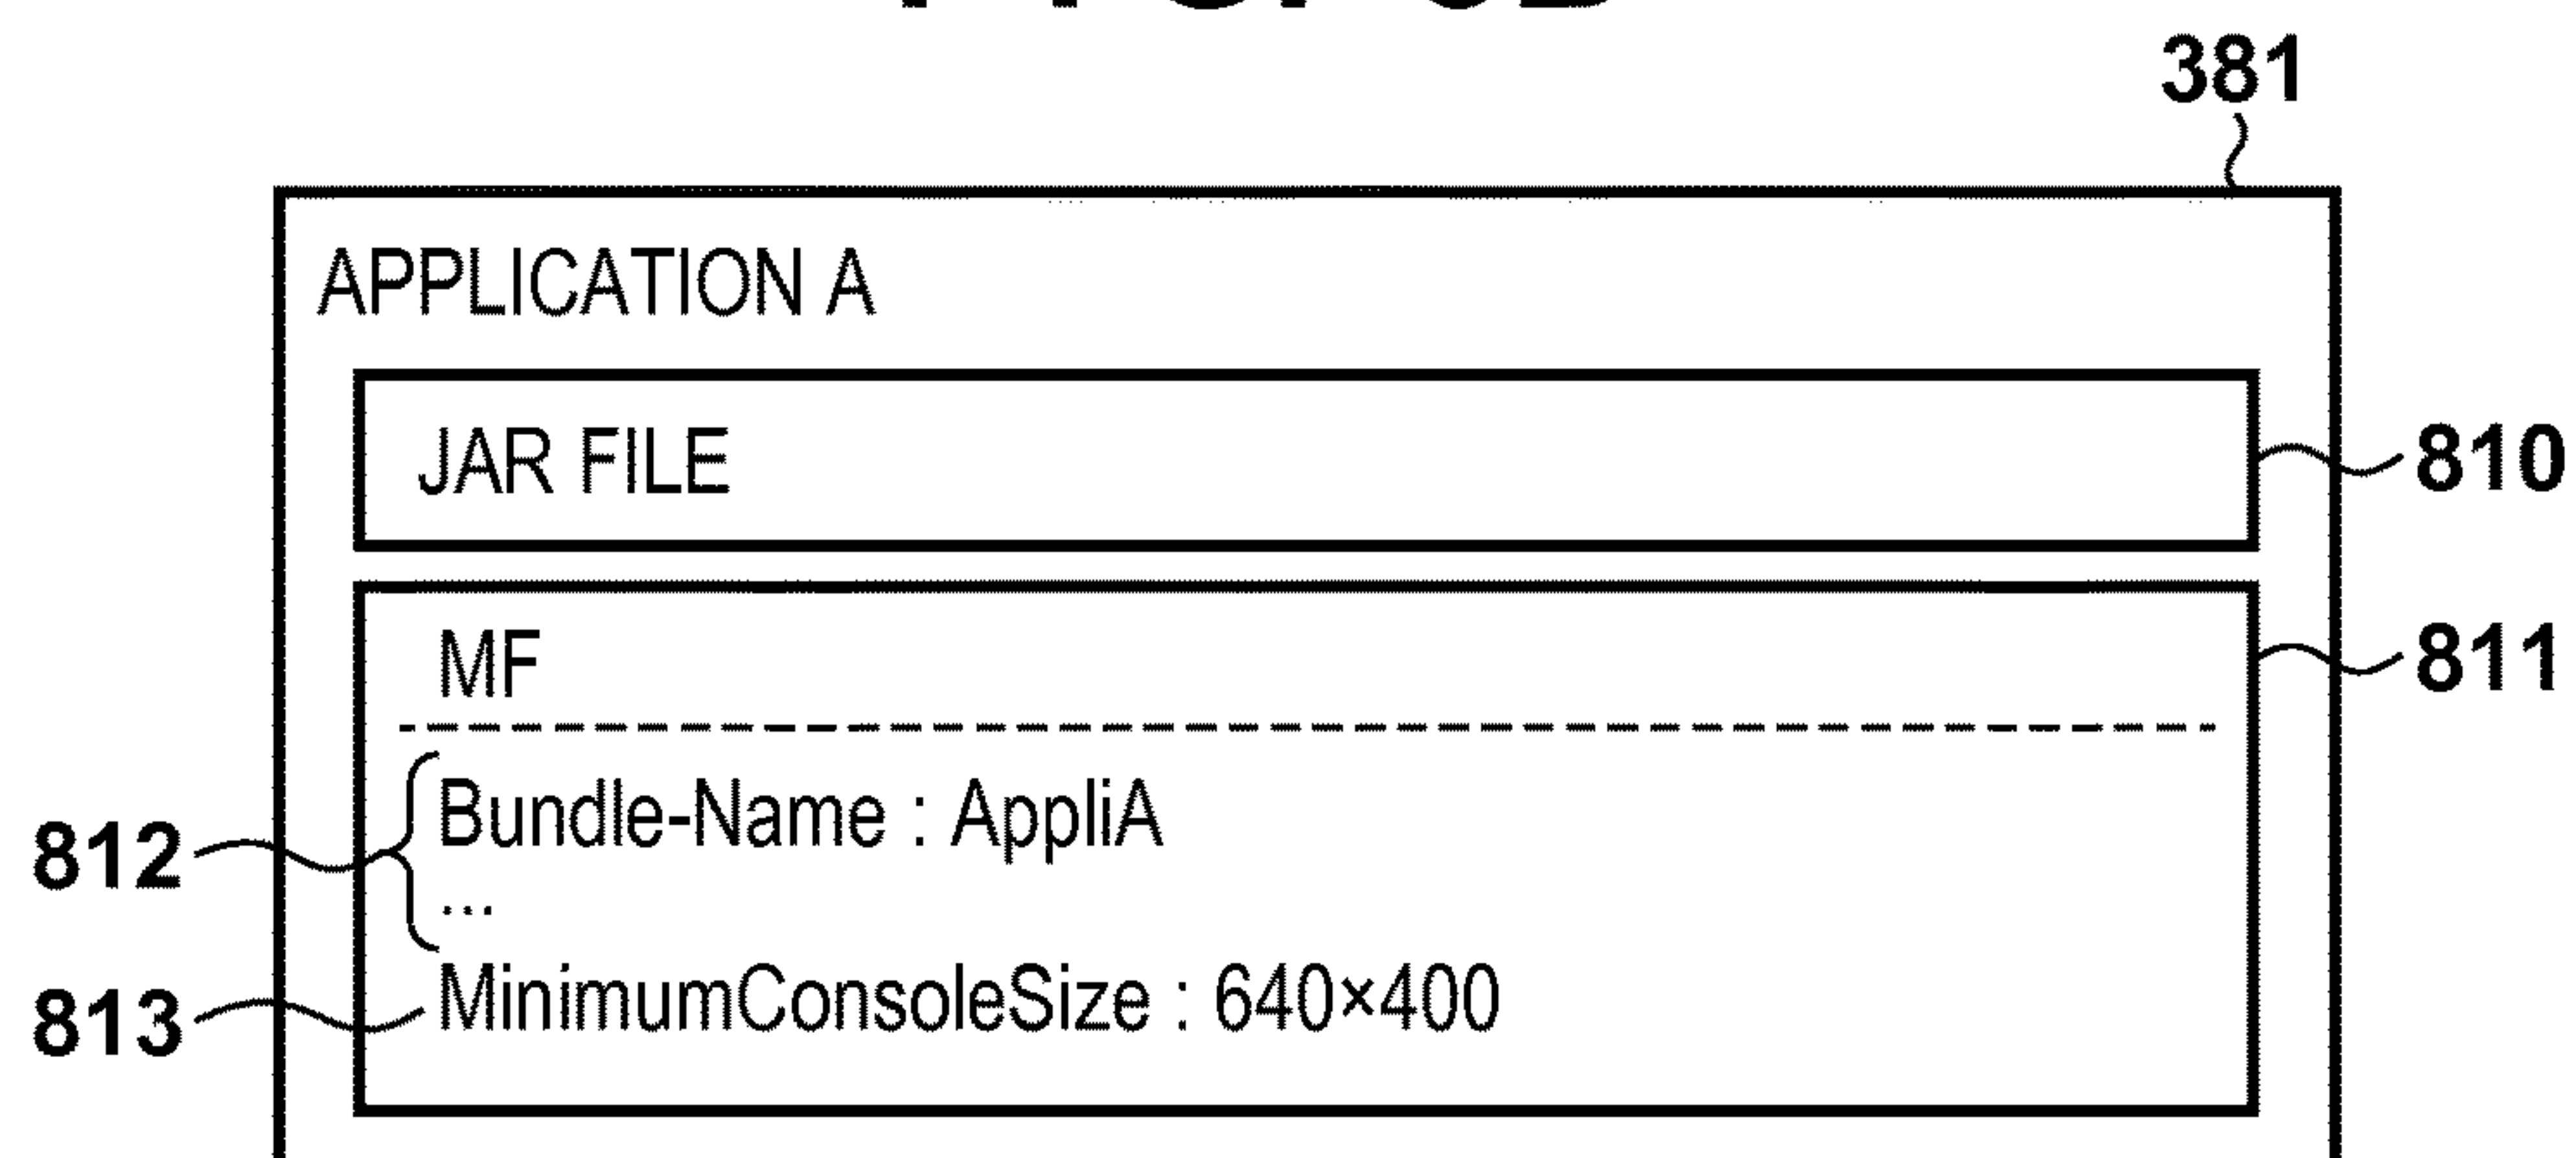 381
APPLICATION A
JAR FILE
810
MF
811
Bundle-Name : AppliA
812
...
MinimumConsoleSize : 640×400
813